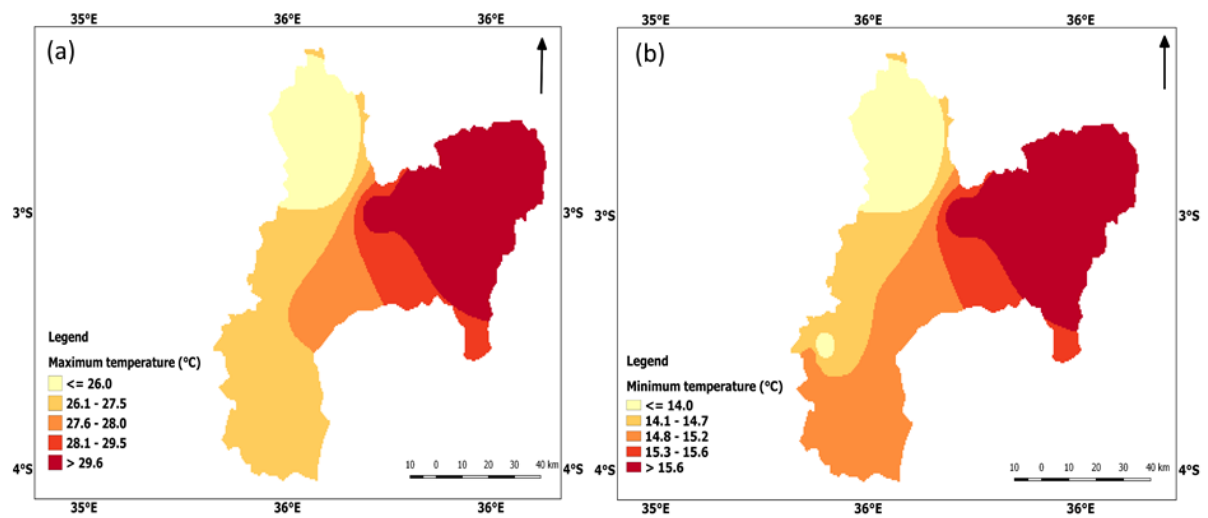 35°E 36°E 36°E
(a)
3°S 3°S
Legend
Maximum temperature (°C)
<= 26.0
26.1 - 27.5
27.6 - 28.0
28.1 - 29.5
> 29.6
10 0 10 20 30 40 km
4°S 4°S
35°E 36°E 36°E
35°E 36°E 36°E
(b)
3°S 3°S
Legend
Minimum temperature (°C)
<= 14.0
14.1 - 14.7
14.8 - 15.2
15.3 - 15.6
> 15.6
10 0 10 20 30 40 km
4°S 4°S
35°E 36°E 36°E